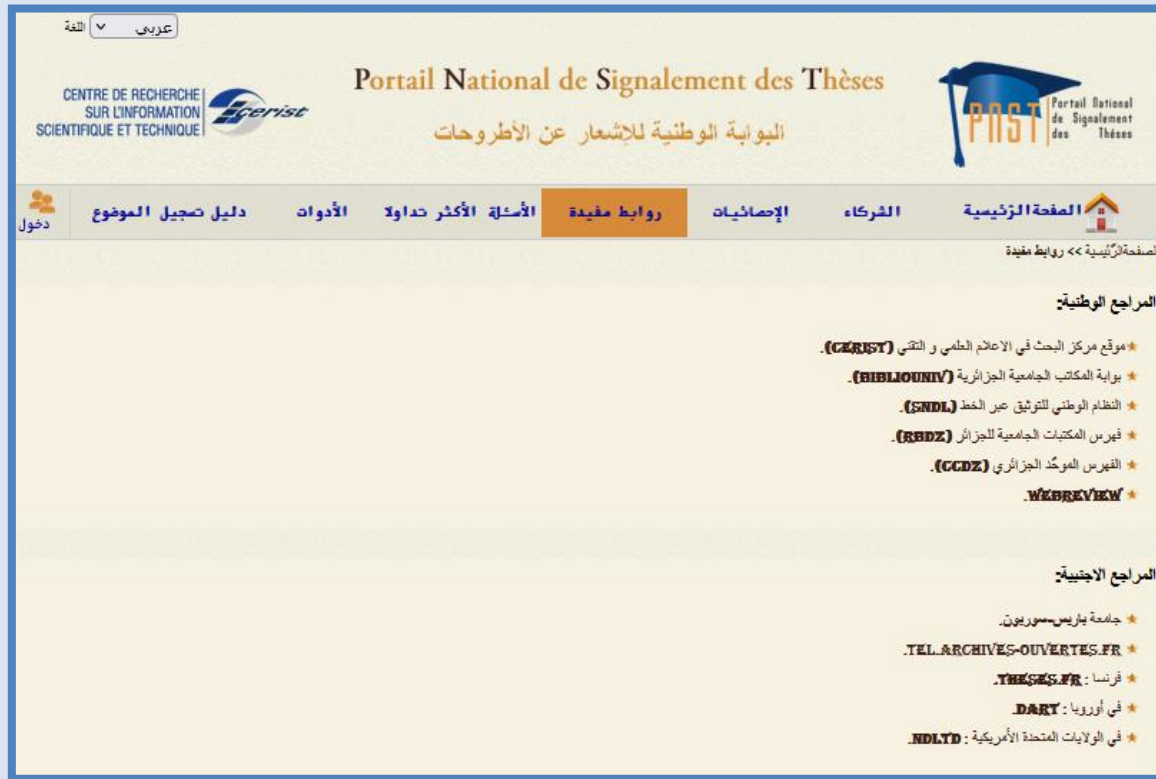 عربي اللغة
Portail National de Signalement des Thèses
البوابة الوطنية للإشعار عن الأطروحات
CENTRE DE RECHERCHE
SUR L'INFORMATION
SCIENTIFIQUE ET TECHNIQUE
cerist
PNST
Portail National
de Signalement
des Thèses
الصفحة الرّئيسية الشركاء الإحصائيات روابط مفيدة الأسئلة الأكثر تداولا الأدوات دليل تسجيل الموضوع دخول
لصفحة الرّئيسية >> روابط مفيدة
المراجع الوطنية:
موقع مركز البحث في الاعلام العلمي و التقني (CERIST).
بوابة المكاتب الجامعية الجزائرية (BIBLIOUNIV).
النظام الوطني للتوثيق عبر الخط (SNDL).
فهرس المكتبات الجامعية للجزائر (RBDZ).
الفهرس الموحّد الجزائري (CCDZ).
WEBREVIEW.
المراجع الاجنبية:
جامعة باريس-سوربون.
TEL.ARCHIVES-OUVERTES.FR.
فرنسا : THESES.FR.
في أوروبا : DART.
في الولايات المتحدة الأمريكية : NDLTD.